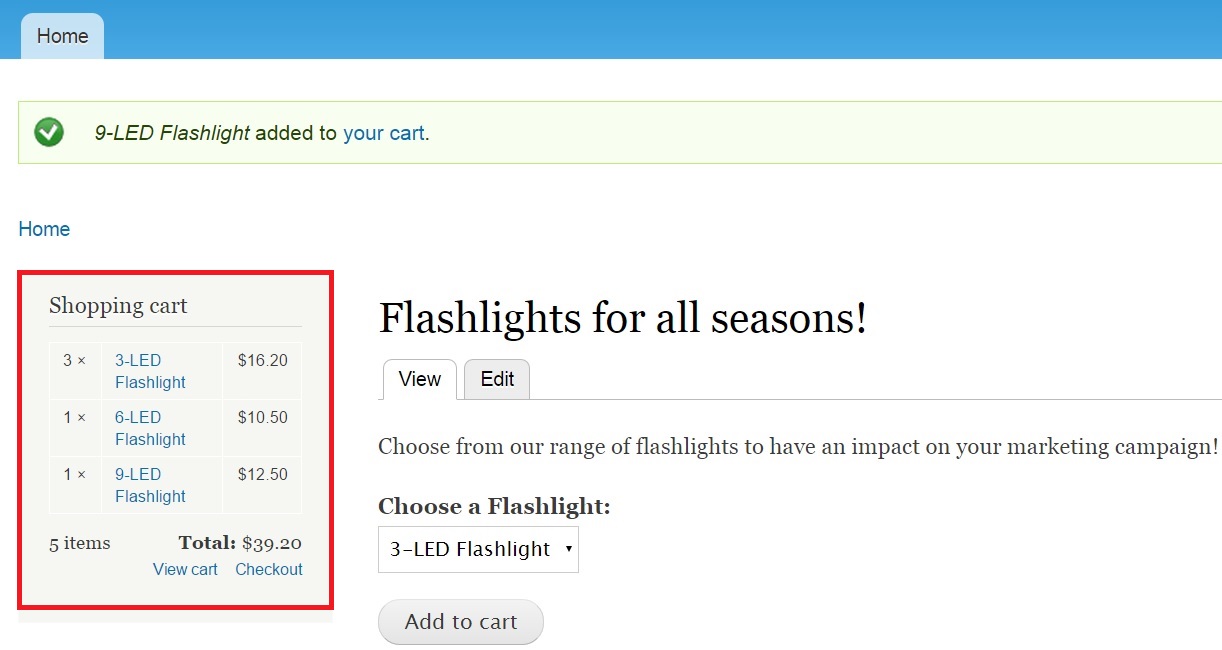 Home
9-LED Flashlight added to your cart.
Home
Shopping cart
3 × 3-LED $16.20
Flashlight
1 × 6-LED $10.50
Flashlight
1 × 9-LED $12.50
Flashlight
5 items Total: $39.20
View cart Checkout
Flashlights for all seasons!
View Edit
Choose from our range of flashlights to have an impact on your marketing campaign!
Choose a Flashlight:
3-LED Flashlight
Add to cart